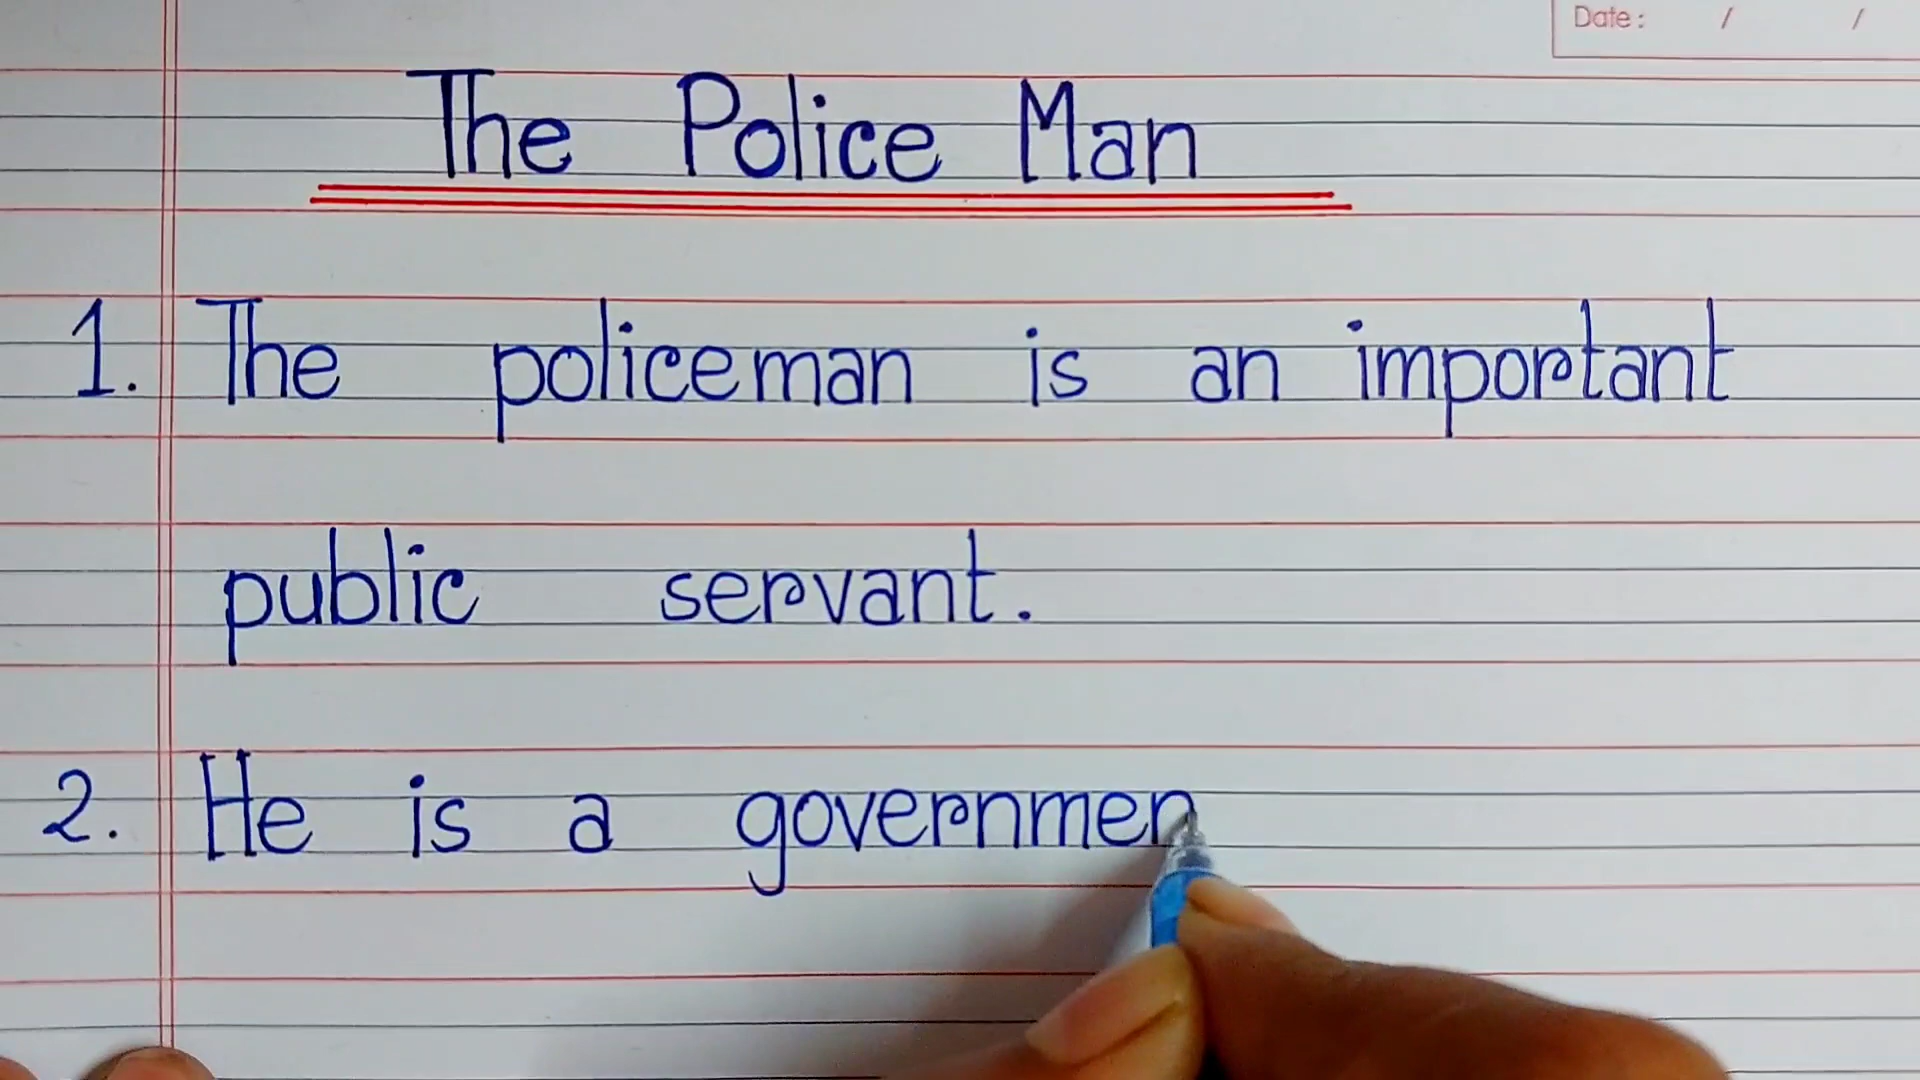 Date: / /
The Police Man
1. The policeman is an important
public servant.
2. He is a governmen